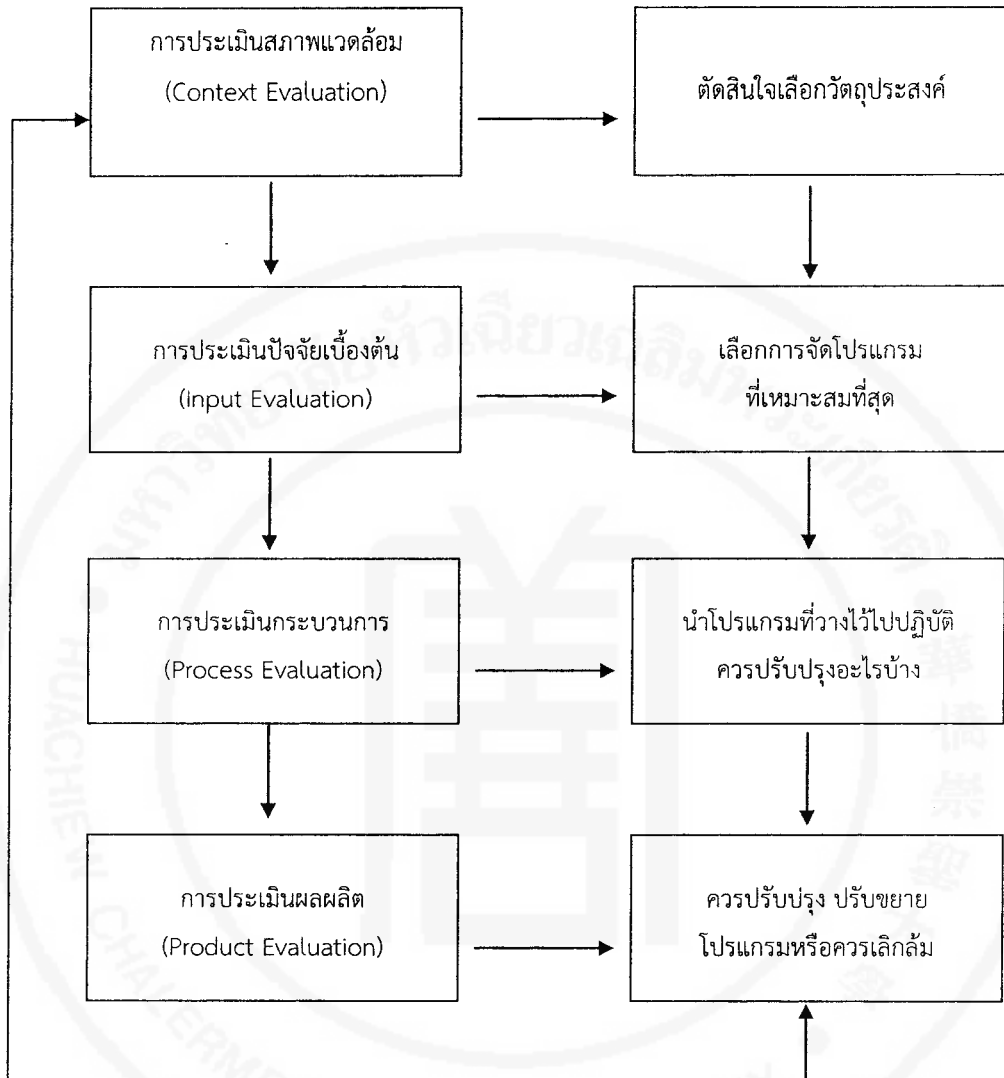 การประเมินสภาพแวดล้อม
(Context Evaluation)
ตัดสินใจเลือกวัตถุประสงค์
การประเมินปัจจัยเบื้องต้น
(Input Evaluation)
เลือกการจัดโปรแกรม
ที่เหมาะสมที่สุด
การประเมินกระบวนการ
(Process Evaluation)
นำโปรแกรมที่วางไว้ไปปฏิบัติ
ควรปรับปรุงอะไรบ้าง
การประเมินผลผลิต
(Product Evaluation)
ควรปรับบ่รุง ปรับขยาย
โปรแกรมหรือควรเลิกล้ม
HUACHIEW CHALERM